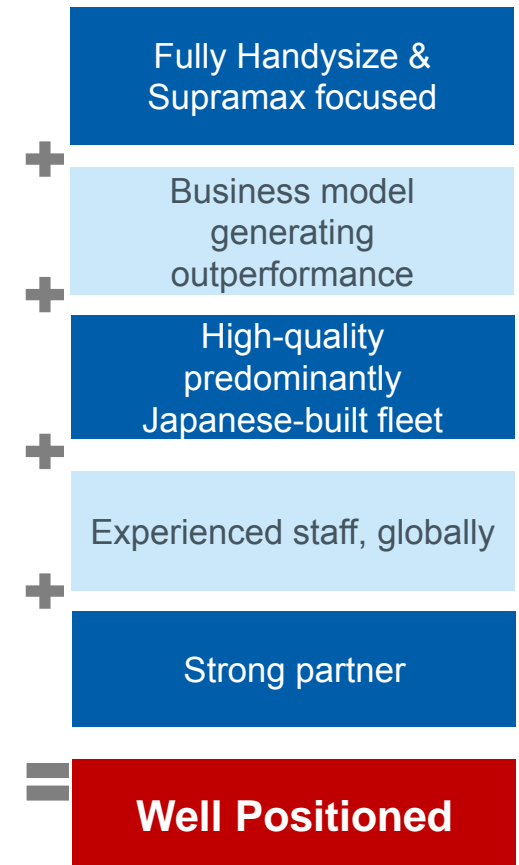 Fully Handysize &
Supramax focused
+
Business model
generating
outperformance
+
High-quality
predominantly
Japanese-built fleet
+
Experienced staff, globally
+
Strong partner
=
Well Positioned